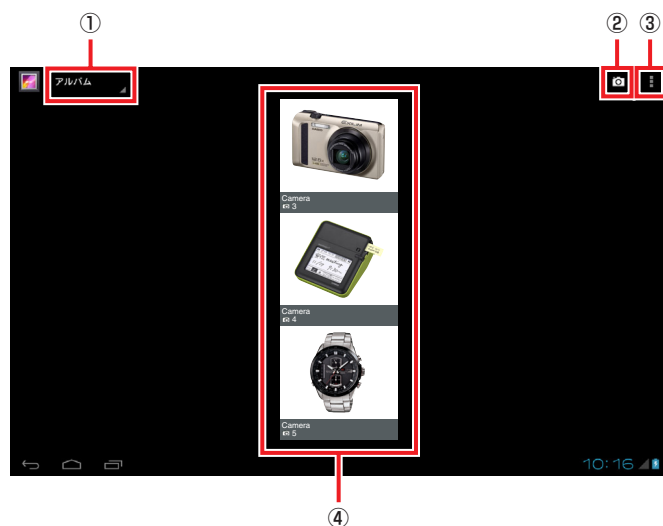 ① ② ③
アルバム
Camera
3
Camera
4
Camera
5
10:16
④